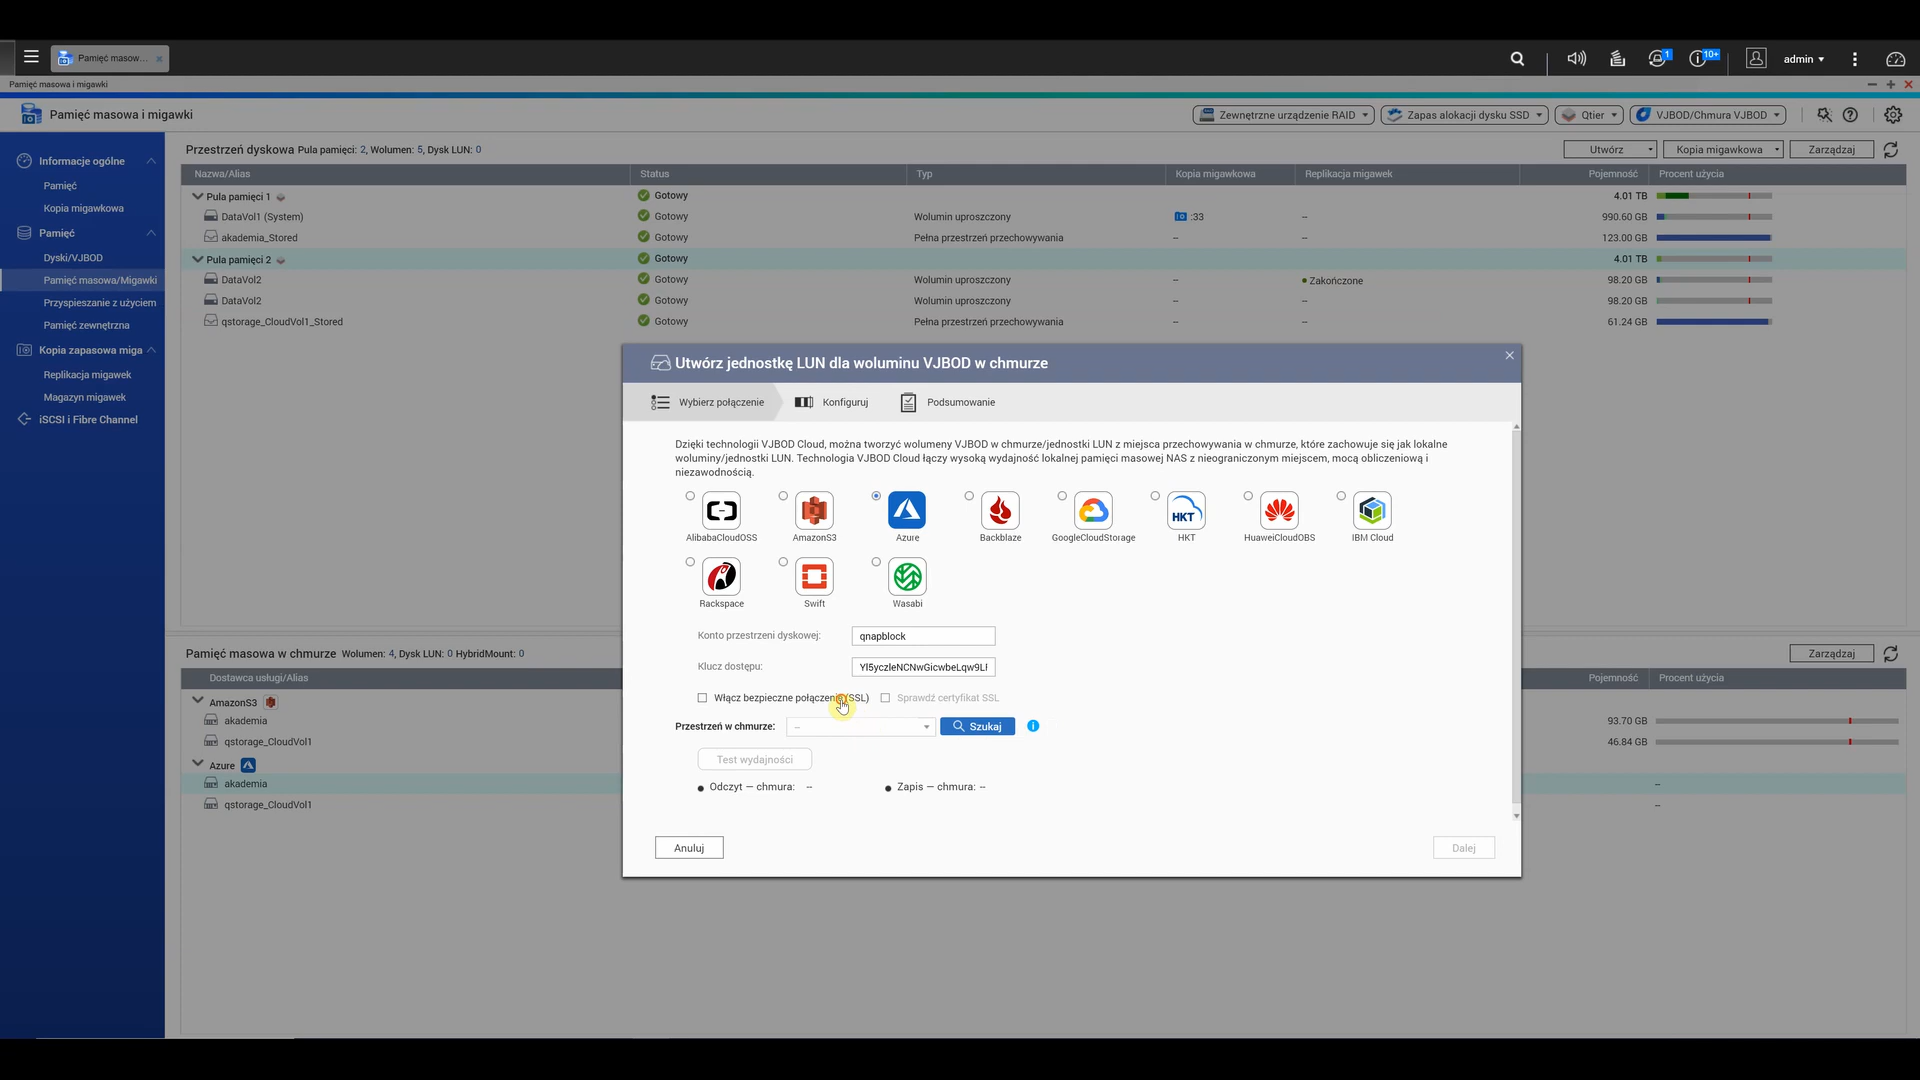 Pamięć masow...
1
10+
admin
Pamięć masowa i migawki
Pamięć masowa i migawki
Zewnętrzne urządzenie RAID
Zapas alokacji dysku SSD
Qtier
VJBOD/Chmura VJBOD
Informacje ogólne
Pamięć
Kopia migawkowa
Pamięć
Dyski/VJBOD
Pamięć masowa/Migawki
Przyspieszanie z użyciem
Pamięć zewnętrzna
Kopia zapasowa miga
Replikacja migawek
Magazyn migawek
iSCSI i Fibre Channel
Przestrzeń dyskowa Pula pamięci: 2, Wolumen: 5, Dysk LUN: 0
Utwórz
Kopia migawkowa
Zarządzaj
Nazwa/Alias Status Typ Kopia migawkowa Replikacja migawek Pojemność Procent użycia
Pula pamięci 1 Gotowy 4.01 TB
DataVol1 (System) Gotowy Wolumin uproszczony :33 -- 990.60 GB
akademia_Stored Gotowy Pełna przestrzeń przechowywania -- -- 123.00 GB
Pula pamięci 2 Gotowy 4.01 TB
DataVol2 Gotowy Wolumin uproszczony -- Zakończone 98.20 GB
DataVol2 Gotowy Wolumin uproszczony -- -- 98.20 GB
qstorage_CloudVol1_Stored Gotowy Pełna przestrzeń przechowywania -- -- 61.24 GB
Utwórz jednostkę LUN dla woluminu VJBOD w chmurze
Wybierz połączenie Konfiguruj Podsumowanie
Dzięki technologii VJBOD Cloud, można tworzyć wolumeny VJBOD w chmurze/jednostki LUN z miejsca przechowywania w chmurze, które zachowuje się jak lokalne
woluminy/jednostki LUN. Technologia VJBOD Cloud łączy wysoką wydajność lokalnej pamięci masowej NAS z nieograniczonym miejscem, mocą obliczeniową i
niezawodnością.
HKT
AlibabaCloudOSS AmazonS3 Azure Backblaze GoogleCloudStorage HKT HuaweiCloudOBS IBM Cloud
Rackspace Swift Wasabi
Konto przestrzeni dyskowej: qnapblock
Klucz dostępu:
Włącz bezpieczne połączenie (SSL) Sprawdź certyfikat SSL
Przestrzeń w chmurze: -- Szukaj
Test wydajności
Odczyt — chmura: -- Zapis — chmura: --
Anuluj Dalej
Pamięć masowa w chmurze Wolumen: 4, Dysk LUN: 0 HybridMount: 0
Zarządzaj
Dostawca usługi/Alias Pojemność Procent użycia
AmazonS3
akademia 93.70 GB
qstorage_CloudVol1 46.84 GB
Azure
akademia --
qstorage_CloudVol1 --